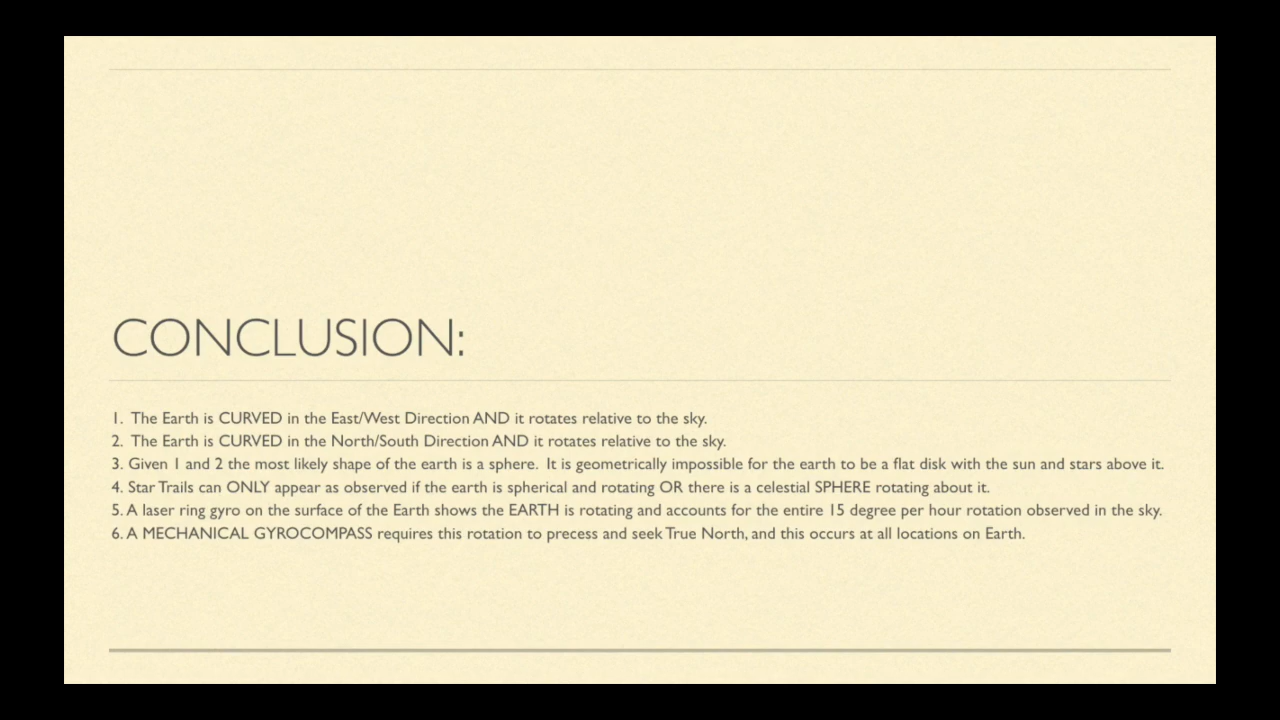 CONCLUSION:
1. The Earth is CURVED in the East/West Direction AND it rotates relative to the sky.
2. The Earth is CURVED in the North/South Direction AND it rotates relative to the sky.
3. Given 1 and 2 the most likely shape of the earth is a sphere. It is geometrically impossible for the earth to be a flat disk with the sun and stars above it.
4. Star Trails can ONLY appear as observed if the earth is spherical and rotating OR there is a celestial SPHERE rotating about it.
5. A laser ring gyro on the surface of the Earth shows the EARTH is rotating and accounts for the entire 15 degree per hour rotation observed in the sky.
6. A MECHANICAL GYROCOMPASS requires this rotation to precess and seek True North, and this occurs at all locations on Earth.